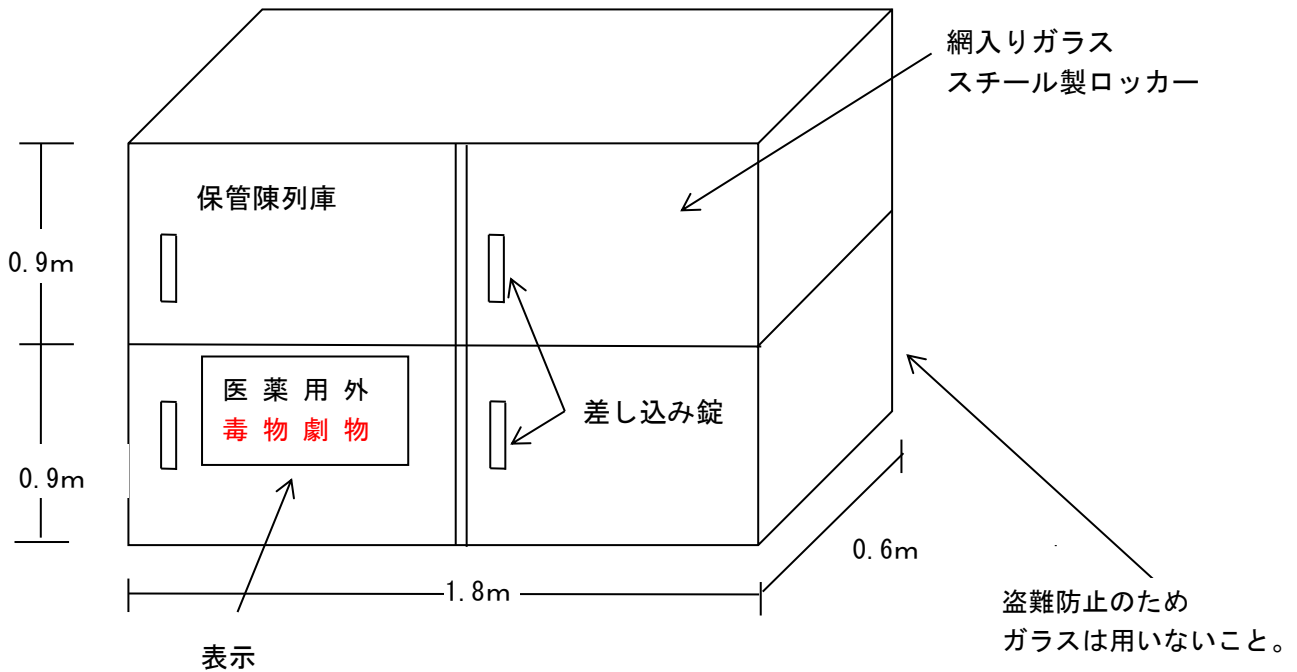 網入りガラス
スチール製ロッカー
保管陳列庫
0.9m
医薬用外
毒物劇物
差し込み錠
0.9m
0.6m
1.8m
盗難防止のため
ガラスは用いないこと。
表示